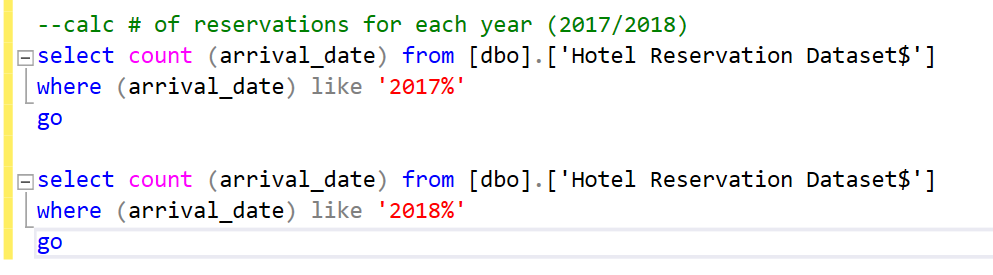 --calc # of reservations for each year (2017/2018)
select count (arrival_date) from [dbo].['Hotel Reservation Dataset$']
where (arrival_date) like '2017%'
go
select count (arrival_date) from [dbo].['Hotel Reservation Dataset$']
where (arrival_date) like '2018%'
go